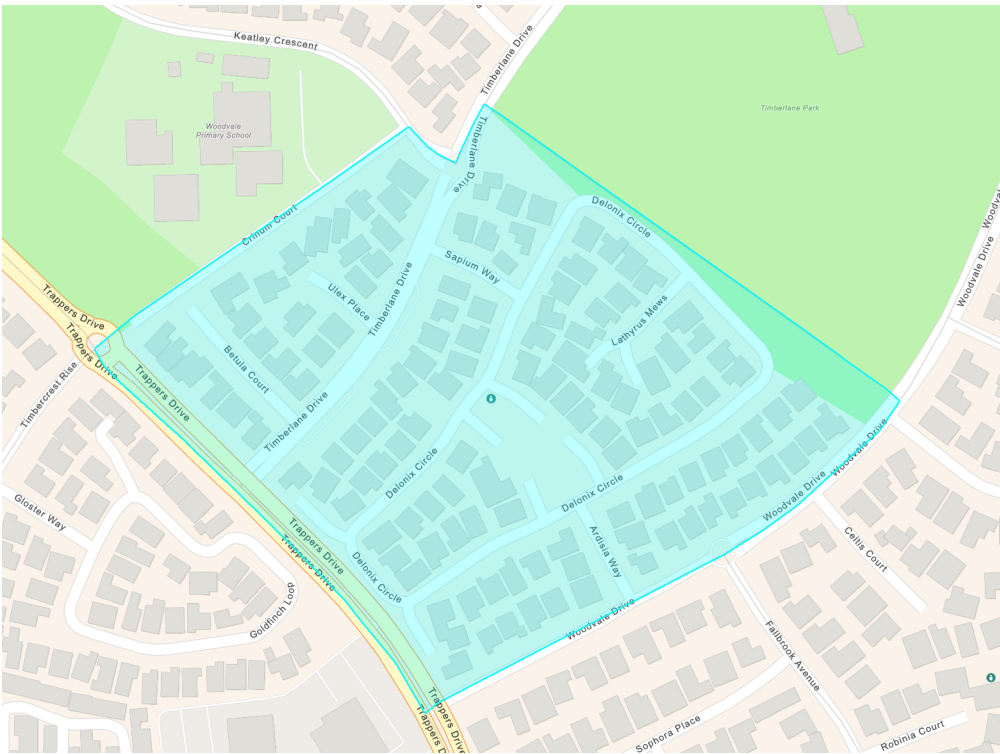 Keatley Crescent
Timberlane Drive
Woodvale
Primary School
Timberlane Park
Timberlane Drive
Woodval
Woodvale Drive
Crinum Court
Delonix Circle
Sapium Way
Ulex Place
Timberlane Drive
Trappers Drive
Trappers Drive
Lathyrus Mews
Betula Court
Trappers Drive
Timbercrest Rise
Timberlane Drive
Delonix Circle
Woodvale Drive
Delonix Circle
Woodvale Drive
Gloster Way
Trappers Drive
Trappers Drive
Ardisia Way
Celtis Court
Delonix Circle
Goldfinch Loop
Woodvale Drive
Failbrook Avenue
Trappers Drive
Trappers D
Sophora Place
Robinia Court